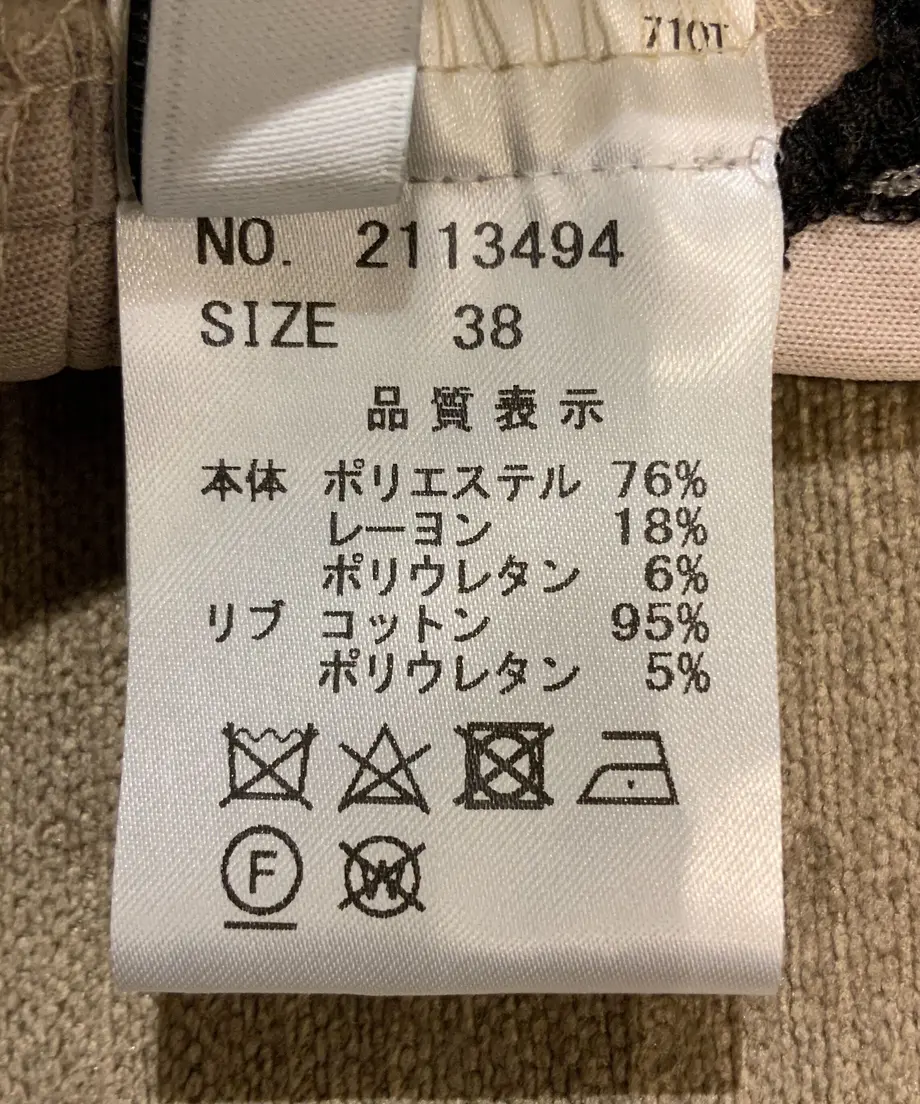 710T
NO. 2113494
SIZE 38
品質表示
本体 ポリエステル 76%
レーヨン 18%
ポリウレタン 6%
リブ コットン 95%
ポリウレタン 5%
F W